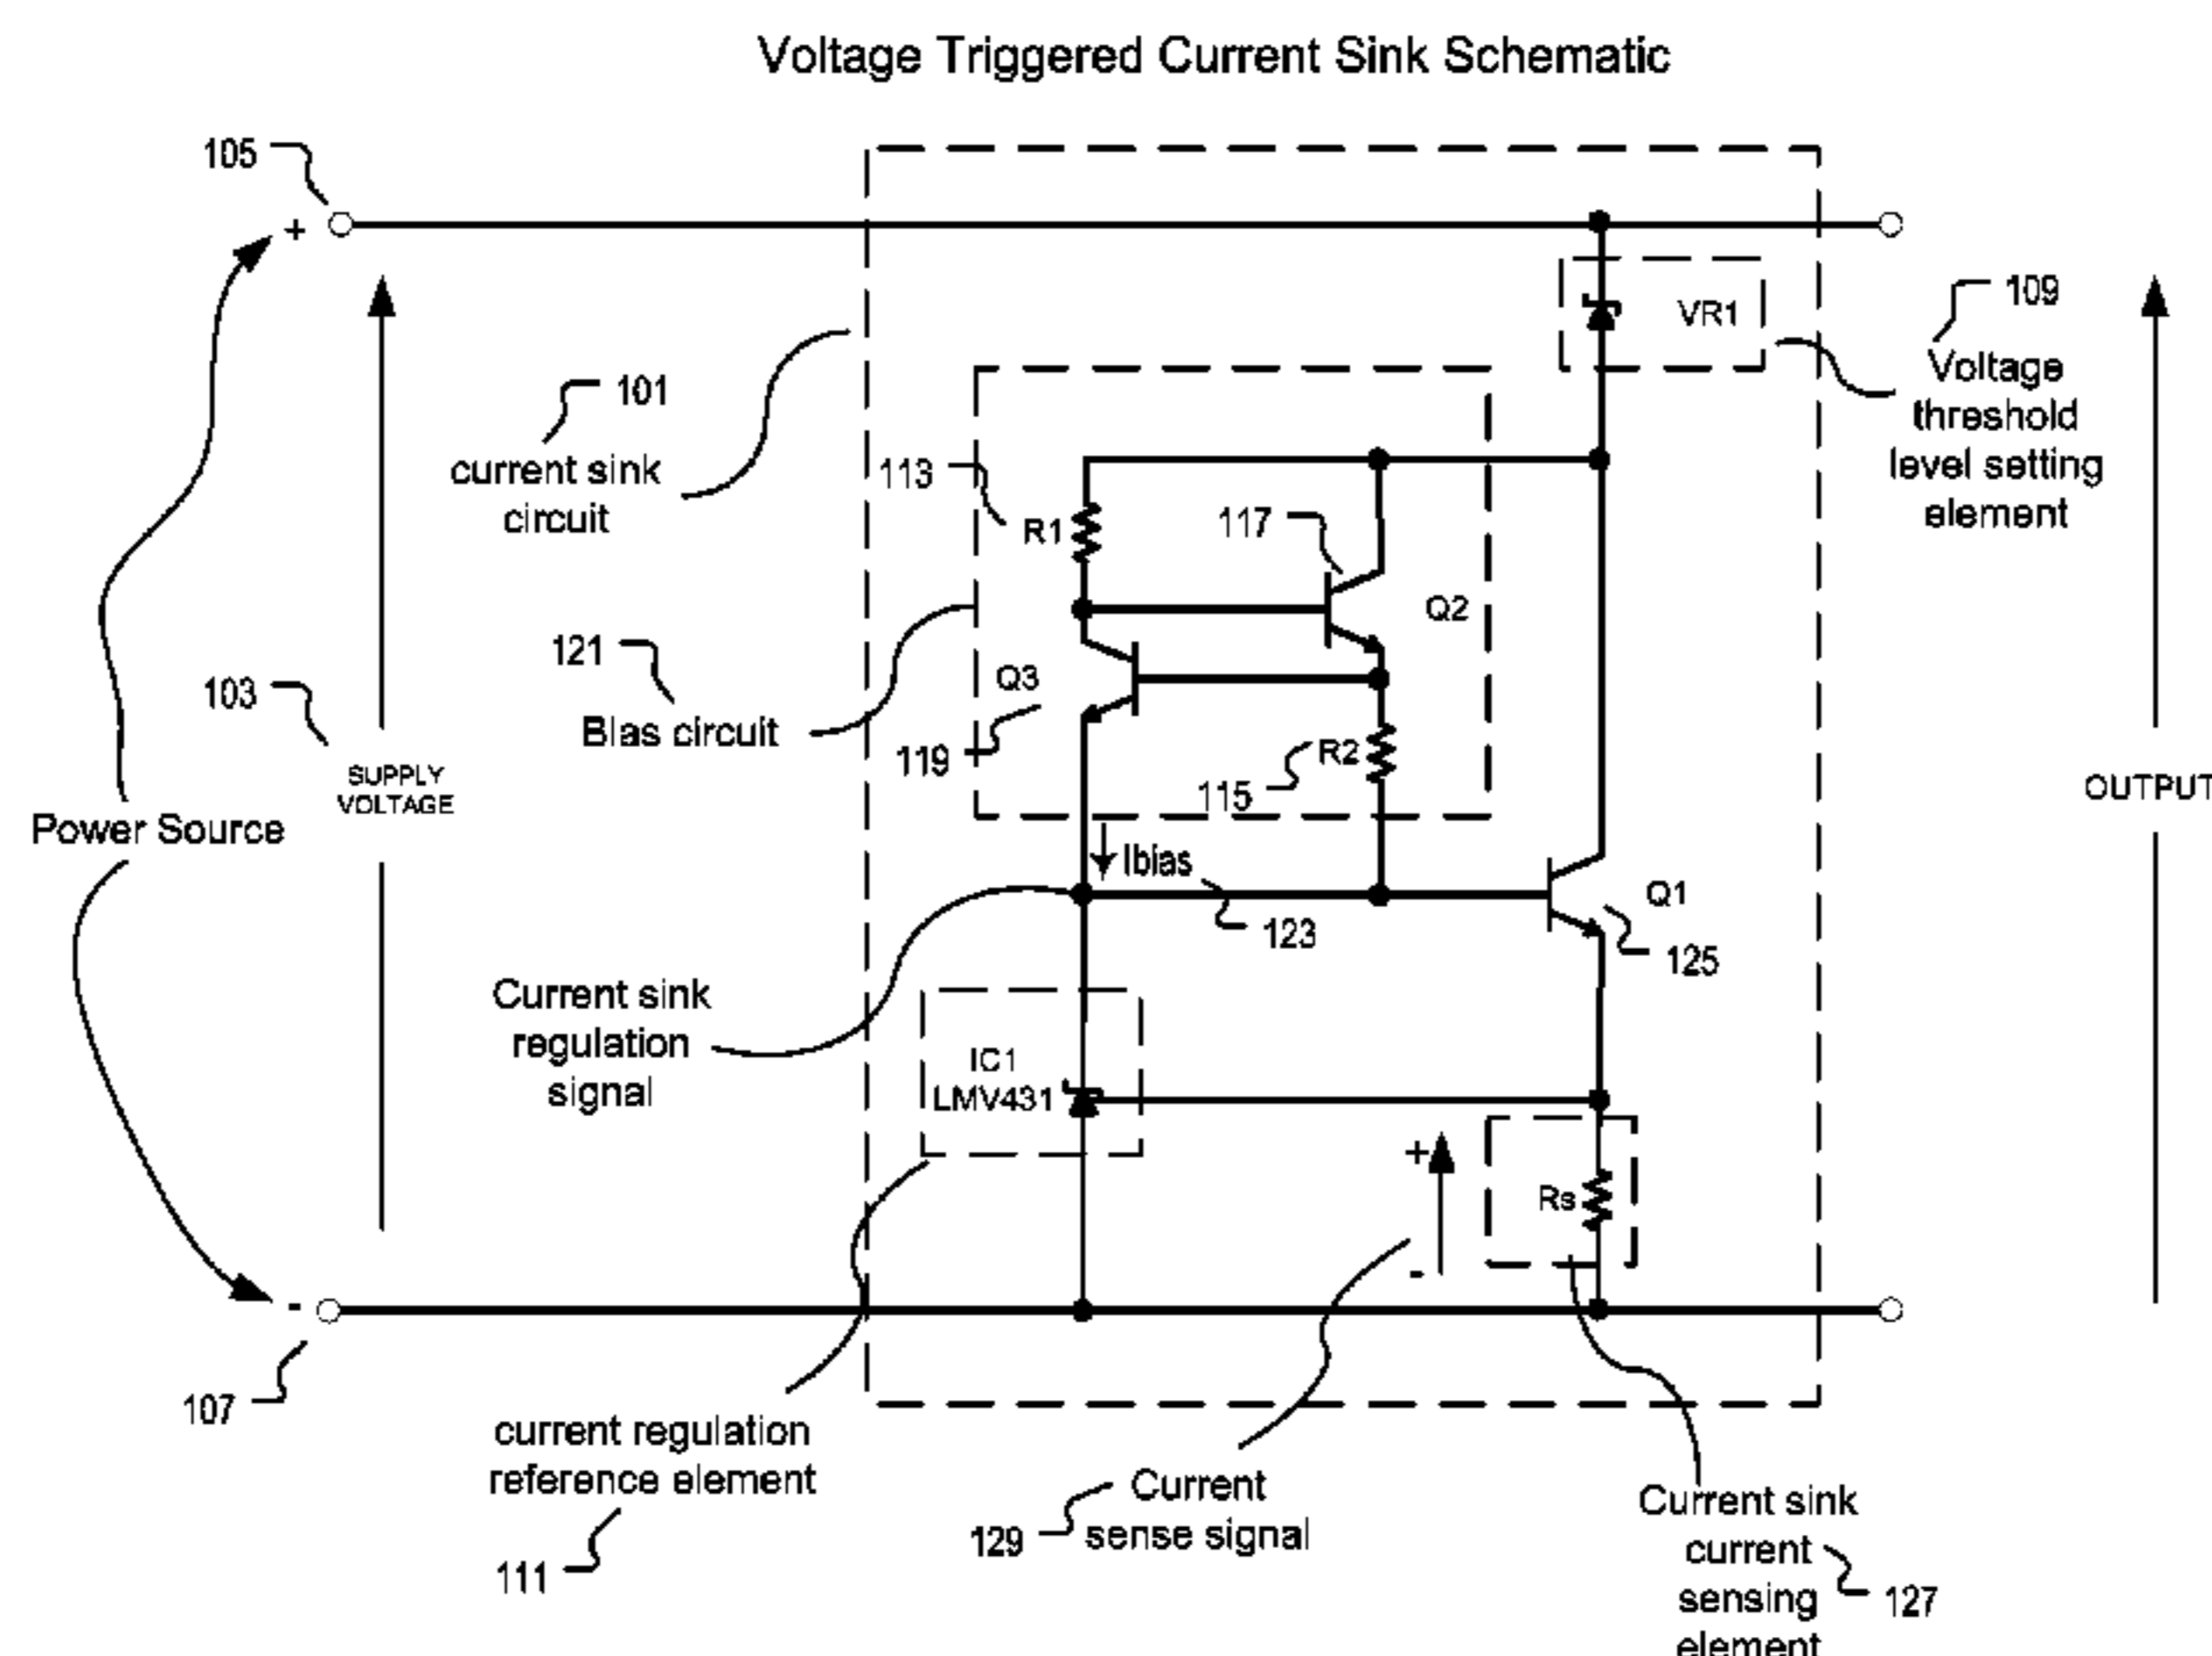 Voltage Triggered Current Sink Schematic
105
+
109
VR1
Voltage
threshold
level setting
element
101
current sink
circuit
113
R1
117
Q2
121
Bias circuit
Q3
119
R2
115
103
SUPPLY
VOLTAGE
Power Source
OUTPUT
Ibias
123
Q1
125
Current sink
regulation
signal
IC1
LMV431
+
Rs
-
-
107
current regulation
reference element
111
Current
sense signal
129
Current sink
current
sensing
element
127